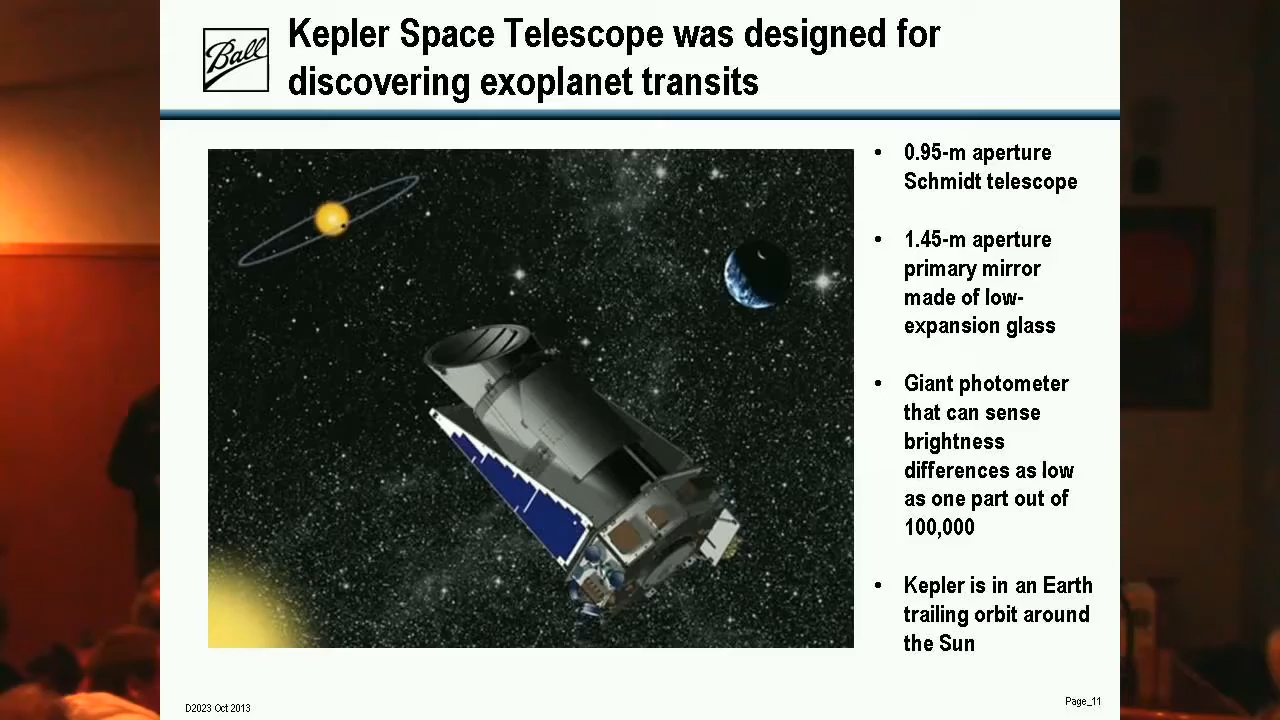 Ball
Kepler Space Telescope was designed for
discovering exoplanet transits
• 0.95-m aperture
Schmidt telescope
• 1.45-m aperture
primary mirror
made of low-
expansion glass
• Giant photometer
that can sense
brightness
differences as low
as one part out of
100,000
• Kepler is in an Earth
trailing orbit around
the Sun
D2023 Oct 2013
Page_11